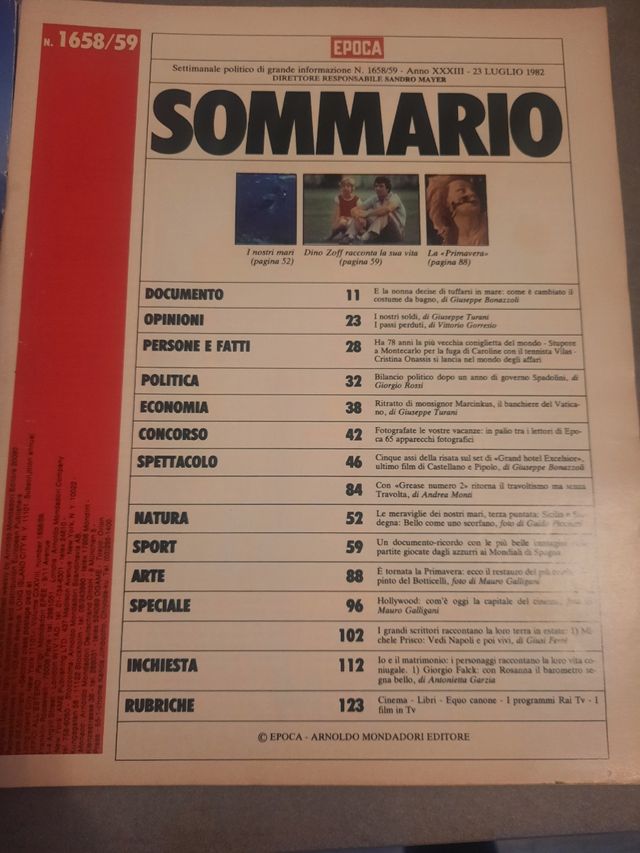 N. 1658/59
EPOCA
Settimanale politico di grande informazione N. 1658/59 - Anno XXXIII - 23 LUGLIO 1982
DIRETTORE RESPONSABILE SANDRO MAYER
SOMMARIO
I nostri mari
(pagina 52)
Dino Zoff racconta la sua vita
(pagina 59)
La «Primavera»
(pagina 88)
DOCUMENTO 11 E la nonna decise di tuffarsi in mare: come è cambiato il
costume da bagno, di Giuseppe Bonazzoli
OPINIONI 23 I nostri soldi, di Giuseppe Turani
I passi perduti, di Vittorio Gorresio
PERSONE E FATTI 28 Ha 78 anni la più vecchia coniglietta del mondo - Stupore
a Montecarlo per la fuga di Caroline con il tennista Vilas -
Cristina Onassis si lancia nel mondo degli affari
POLITICA 32 Bilancio politico dopo un anno di governo Spadolini, di
Giorgio Rossi
ECONOMIA 38 Ritratto di monsignor Marcinkus, il banchiere del Vatica-
no, di Giuseppe Turani
CONCORSO 42 Fotografate le vostre vacanze: in palio tra i lettori di Epo-
ca 65 apparecchi fotografici
SPETTACOLO 46 Cinque assi della risata sul set di «Grand hotel Excelsior»,
ultimo film di Castellano e Pipolo, di Giuseppe Bonazzoli
84 Con «Grease numero 2» ritorna il travoltismo ma senza
Travolta, di Andrea Monti
NATURA 52 Le meraviglie dei nostri mari, terza puntata: Sicilia e Sar-
degna: Bello come uno scorfano, foto di Guido
SPORT 59 Un documento-ricordo con le più belle immagini
partite giocate dagli azzurri ai Mondiali di Spagna
ARTE 88 È tornata la Primavera: ecco il restauro del
pinto del Botticelli, foto di Mauro Galligani
SPECIALE 96 Hollywood: com'è oggi la capitale del cinema, foto di
Mauro Galligani
102 I grandi scrittori raccontano la loro terra in estate: 1) Mi-
chele Prisco: Vedi Napoli e poi vivi, di Giusi Ferré
INCHIESTA 112 Io e il matrimonio: i personaggi raccontano la loro vita co-
niugale. 1) Giorgio Falck: con Rosanna il barometro se-
gna bello, di Antonietta Garzia
RUBRICHE 123 Cinema - Libri - Equo canone - I programmi Rai Tv - I
film in Tv
© EPOCA - ARNOLDO MONDADORI EDITORE